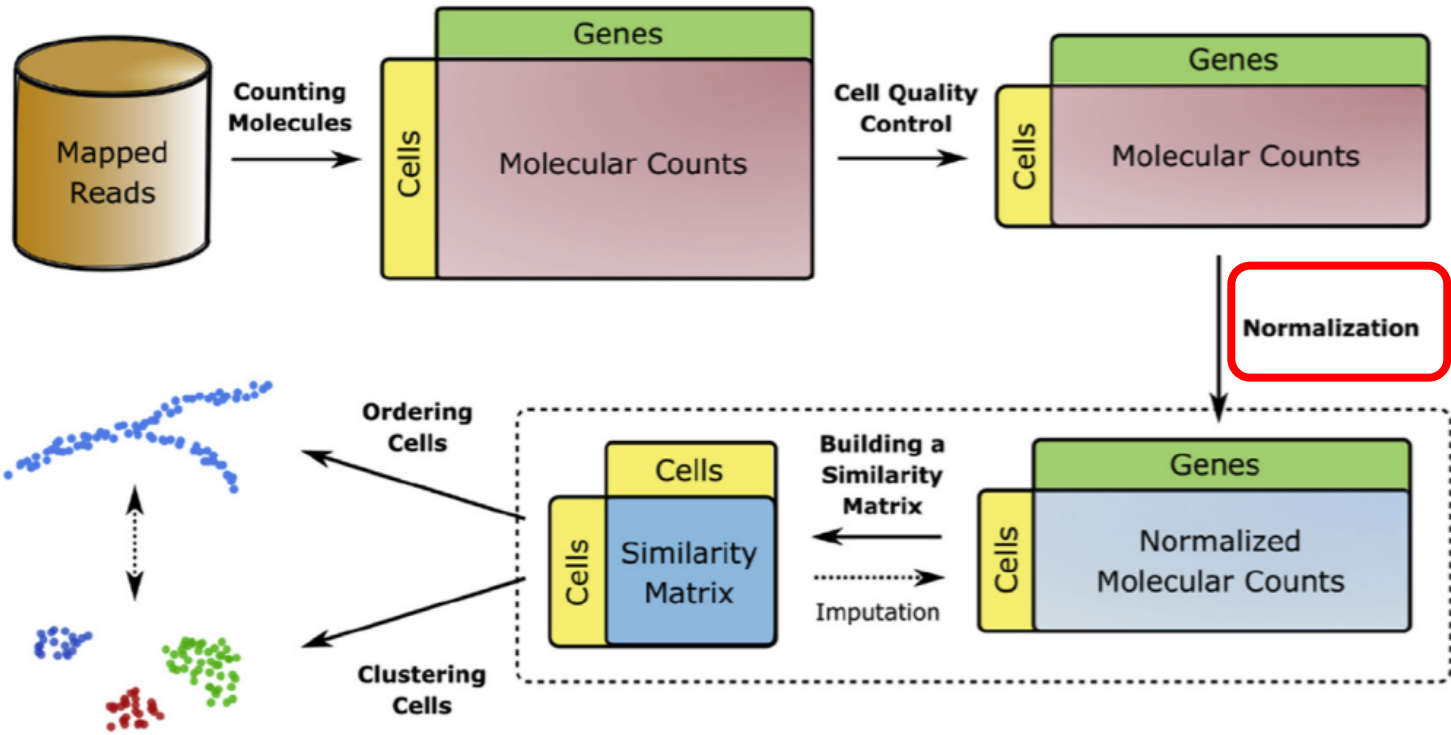 Mapped
Reads
Counting
Molecules
Genes
Cells
Molecular Counts
Cell Quality
Control
Genes
Cells
Molecular Counts
Normalization
Genes
Cells
Normalized
Molecular Counts
Building a
Similarity
Matrix
Imputation
Cells
Cells
Similarity
Matrix
Ordering
Cells
Clustering
Cells